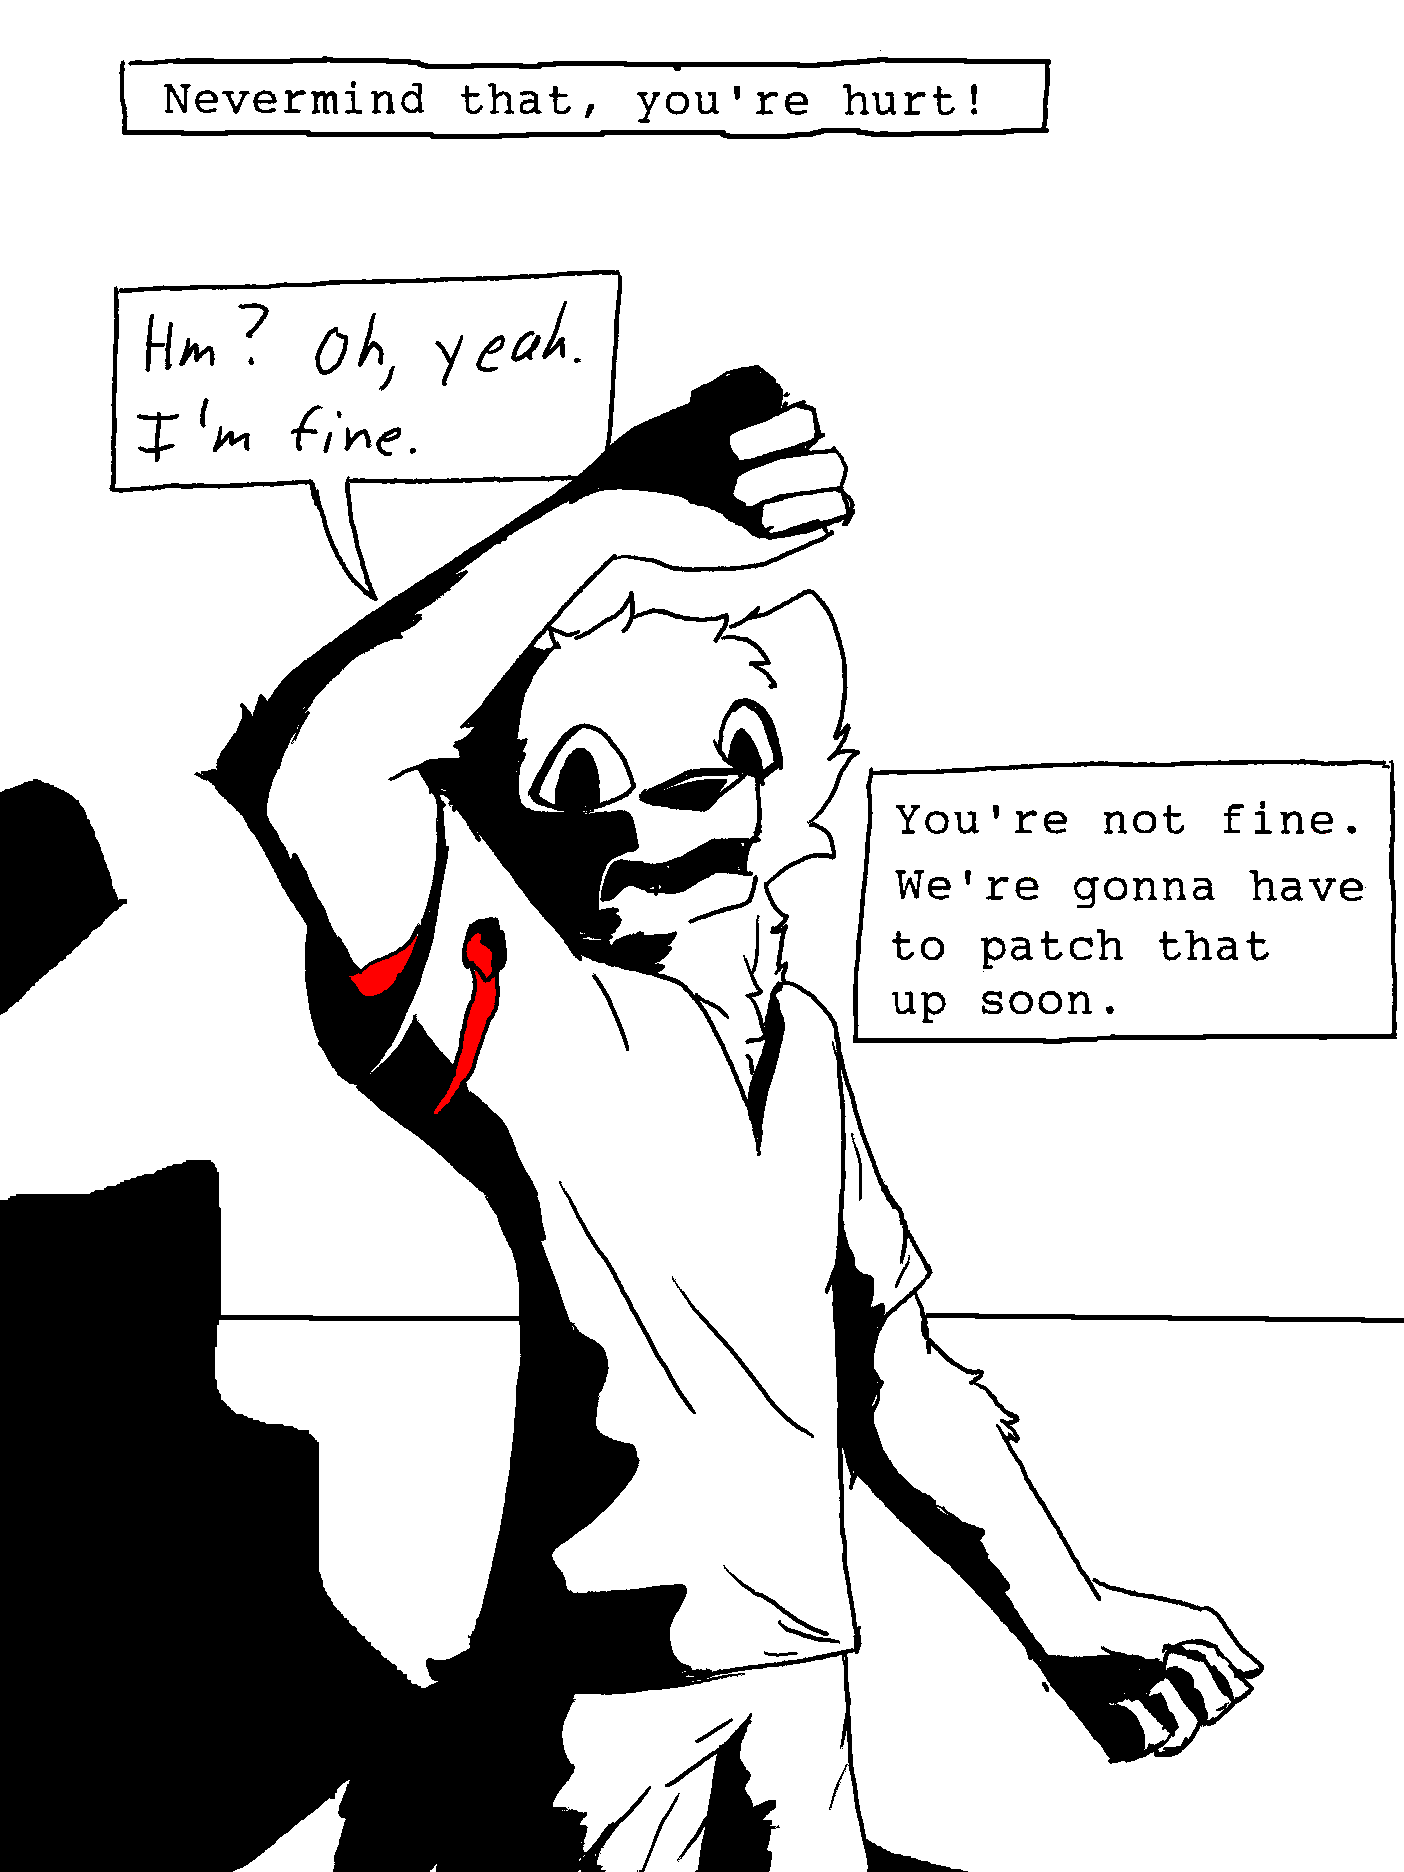 Nevermind that, you're hurt!
Hm? Oh, yeah.
I'm fine.
You're not fine.
We're gonna have
to patch that
up soon.